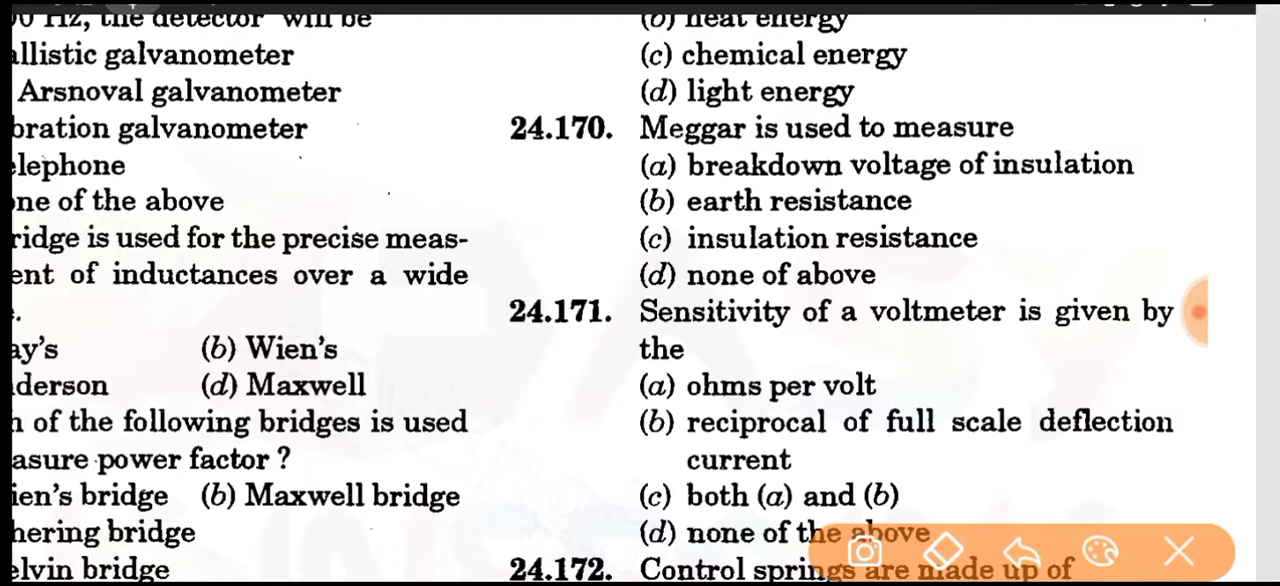 llistic galvanometer
Arsnoval galvanometer
bration galvanometer
elephone
ne of the above
ridge is used for the precise meas-
ent of inductances over a wide
ay's (b) Wien's
derson (d) Maxwell
of the following bridges is used
asure power factor ?
ien's bridge (b) Maxwell bridge
hering bridge
elvin bridge
(b) heat energy
(c) chemical energy
(d) light energy
24.170. Meggar is used to measure
(a) breakdown voltage of insulation
(b) earth resistance
(c) insulation resistance
(d) none of above
24.171. Sensitivity of a voltmeter is given by
the
(a) ohms per volt
(b) reciprocal of full scale deflection
current
(c) both (a) and (b)
(d) none of the above
24.172. Control springs are made up of